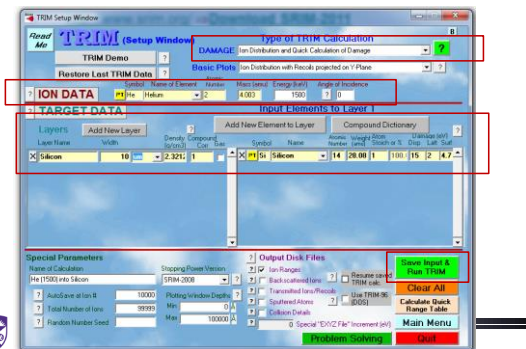 TRIM Setup Window
Download SRIM-2011
Read Me
TRIM (Setup Window)
Type of TRIM Calculation
B
DAMAGE
Ion Distribution and Quick Calculation of Damage
?
TRIM Demo
?
Restore Last TRIM Data
?
Basic Plots
Ion Distribution with Recoils projected on Y-Plane
?
Symbol Name of Element Number Mass (amu) Energy (keV) Angle of Incidence
? ION DATA
PT He Helium 2 4.003 1500 ? 0
? TARGET DATA
Input Elements to Layer 1
Layers
Add New Layer
?
Add New Element to Layer
Compound Dictionary
Layer Name Width Density (g/cm3) Compound Corr Gas
Symbol Name Atomic Number Weight (amu) Atom Stoich or % Damage (eV) Disp Latt Surf
X Silicon 10 um 2.3212 1
X PT Si Silicon 14 28.08 1 100. 15 2 4.7
Special Parameters
Name of Calculation
Stopping Power Version
He (1500) into Silicon
SRIM-2008
?
? AutoSave at Ion # 10000
? Total Number of Ions 99999
? Random Number Seed
Plotting Window Depths ?
Min 0 Å
Max 100000 Å
? Output Disk Files
? Ion Ranges
? Backscattered Ions
? Transmitted Ions/Recoils
? Sputtered Atoms
? Collision Details
0 Special "EXYZ File" Increment (eV)
? Resume saved TRIM calc.
? Use TRIM-96 (DOS)
Save Input & Run TRIM
Clear All
Calculate Quick Range Table
Main Menu
Problem Solving
Quit